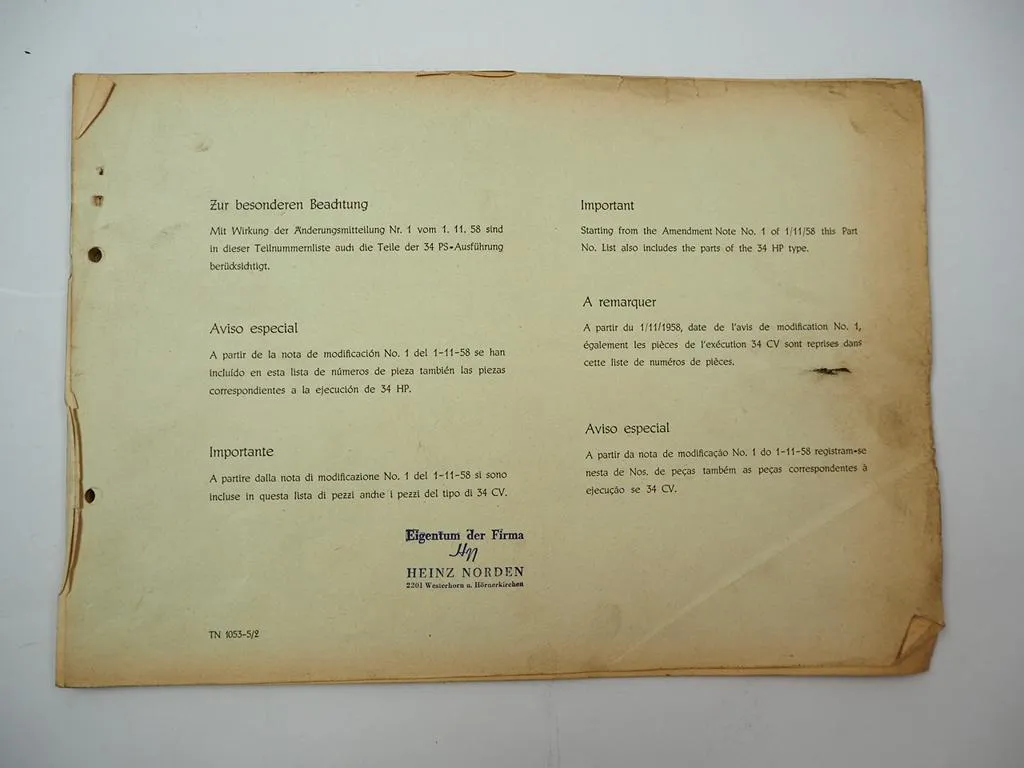 Zur besonderen Beachtung
Mit Wirkung der Änderungsmitteilung Nr. 1 vom 1. 11. 58 sind
in dieser Teilnummernliste auch die Teile der 34 PS-Ausführung
berücksichtigt.
Aviso especial
A partir de la nota de modificación No. 1 del 1-11-58 se han
incluído en esta lista de números de pieza también las piezas
correspondientes a la ejecución de 34 HP.
Importante
A partire dalla nota di modificazione No. 1 del 1-11-58 si sono
incluse in questa lista di pezzi anche i pezzi del tipo di 34 CV.
Important
Starting from the Amendment Note No. 1 of 1/11/58 this Part
No. List also includes the parts of the 34 HP type.
A remarquer
A partir du 1/11/1958, date de l'avis de modification No. 1,
également les pièces de l'exécution 34 CV sont reprises dans
cette liste de numéros de pièces.
Aviso especial
A partir da nota de modificação No. 1 do 1-11-58 registram-se
nesta de Nos. de peças também as peças correspondentes à
ejecução se 34 CV.
Eigentum der Firma
HN
HEINZ NORDEN
2201 Westerhorn u. Hörnerkirchen
TN 1053-5/2